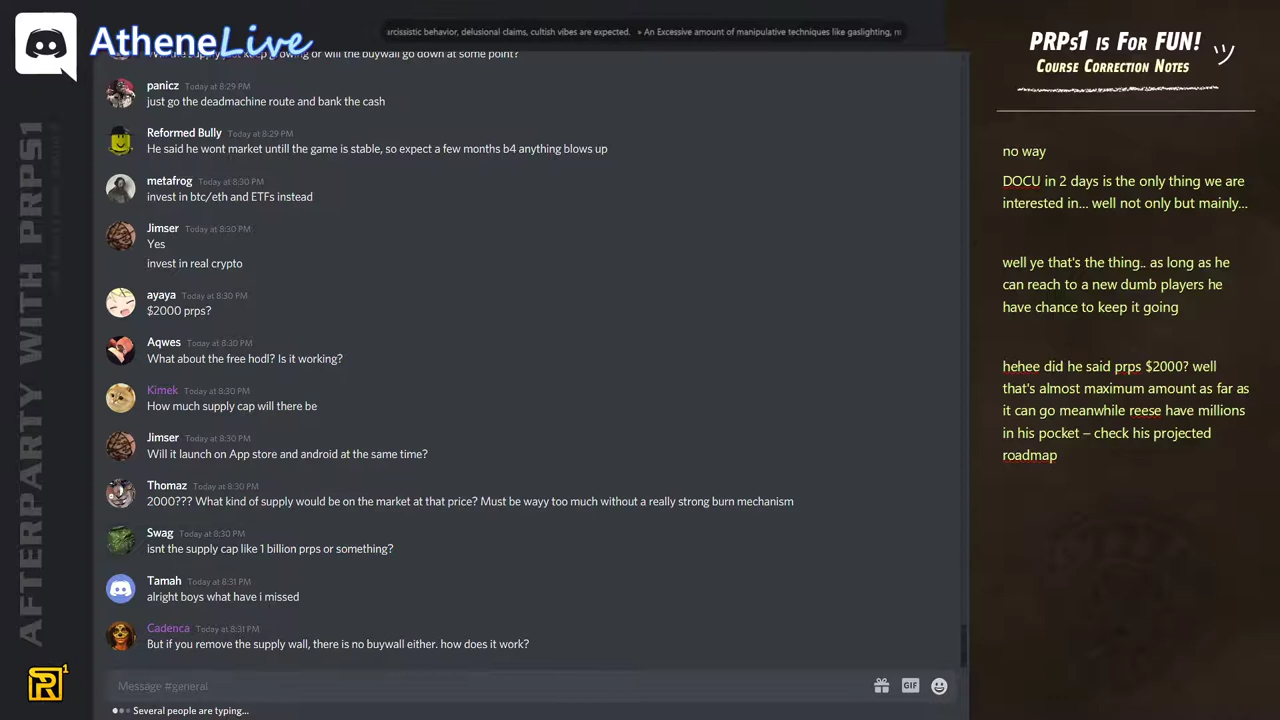 AtheneLive
arcissistic behavior, delusional claims, cultish vibes are expected. » An Excessive amount of manipulative techniques like gaslighting, n
PRPs1 is For FUN!
Course Correction Notes
ツ
AFTERPARTY WITH PRPS1
keep growing or will the buywall go down at some point?
panicz Today at 8:29 PM
just go the deadmachine route and bank the cash
Reformed Bully Today at 8:29 PM
He said he wont market untill the game is stable, so expect a few months b4 anything blows up
metafrog Today at 8:30 PM
invest in btc/eth and ETFs instead
Jimser Today at 8:30 PM
Yes
invest in real crypto
ayaya Today at 8:30 PM
$2000 prps?
Aqwes Today at 8:30 PM
What about the free hodl? Is it working?
Kimek Today at 8:30 PM
How much supply cap will there be
Jimser Today at 8:30 PM
Will it launch on App store and android at the same time?
Thomaz Today at 8:30 PM
2000??? What kind of supply would be on the market at that price? Must be wayy too much without a really strong burn mechanism
Swag Today at 8:30 PM
isnt the supply cap like 1 billion prps or something?
Tamah Today at 8:31 PM
alright boys what have i missed
Cadenca Today at 8:31 PM
But if you remove the supply wall, there is no buywall either. how does it work?
Message #general
GIF
Several people are typing...
R1
no way
DOCU in 2 days is the only thing we are
interested in... well not only but mainly...
well ye that's the thing.. as long as he
can reach to a new dumb players he
have chance to keep it going
hehee did he said prps $2000? well
that's almost maximum amount as far as
it can go meanwhile reese have millions
in his pocket – check his projected
roadmap